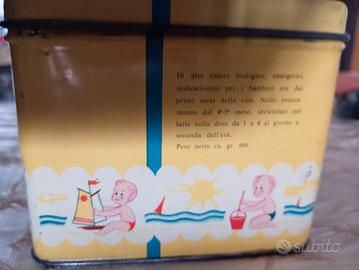 Di alto valore biologico, energetici,
indicatissimi per i bambini sin dai
primi mesi della vita. Nello svezza-
mento dal 4°-5° mese, sbriciolati nel
latte nella dose da 1 a 4 al giorno a
seconda dell'età.
Peso netto ca. gr. 600.
subito